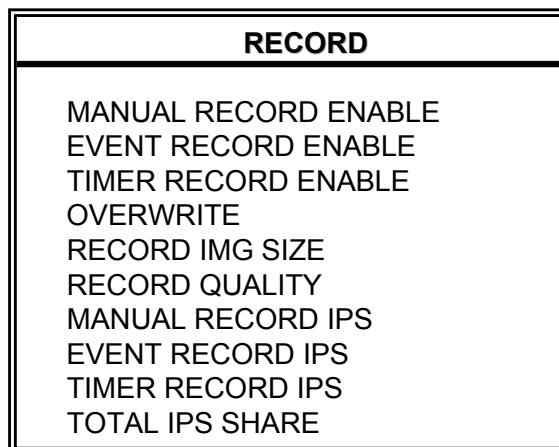 RECORD
MANUAL RECORD ENABLE
EVENT RECORD ENABLE
TIMER RECORD ENABLE
OVERWRITE
RECORD IMG SIZE
RECORD QUALITY
MANUAL RECORD IPS
EVENT RECORD IPS
TIMER RECORD IPS
TOTAL IPS SHARE